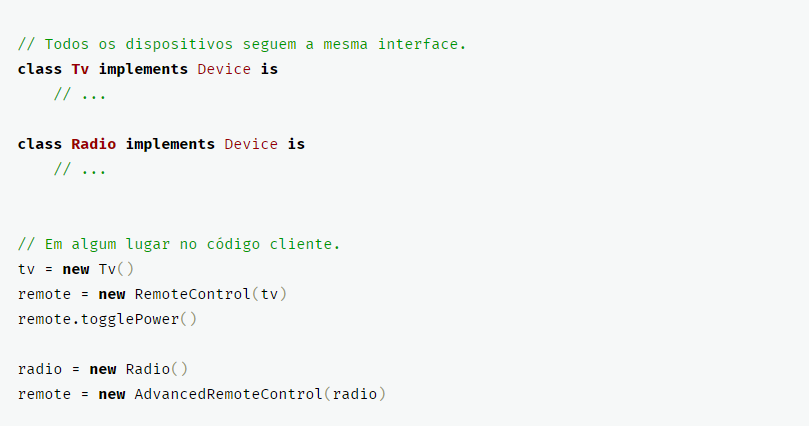 // Todos os dispositivos seguem a mesma interface.
class Tv implements Device is
    // ...
class Radio implements Device is
    // ...
// Em algum lugar no código cliente.
tv = new Tv()
remote = new RemoteControl(tv)
remote.togglePower()
radio = new Radio()
remote = new AdvancedRemoteControl(radio)